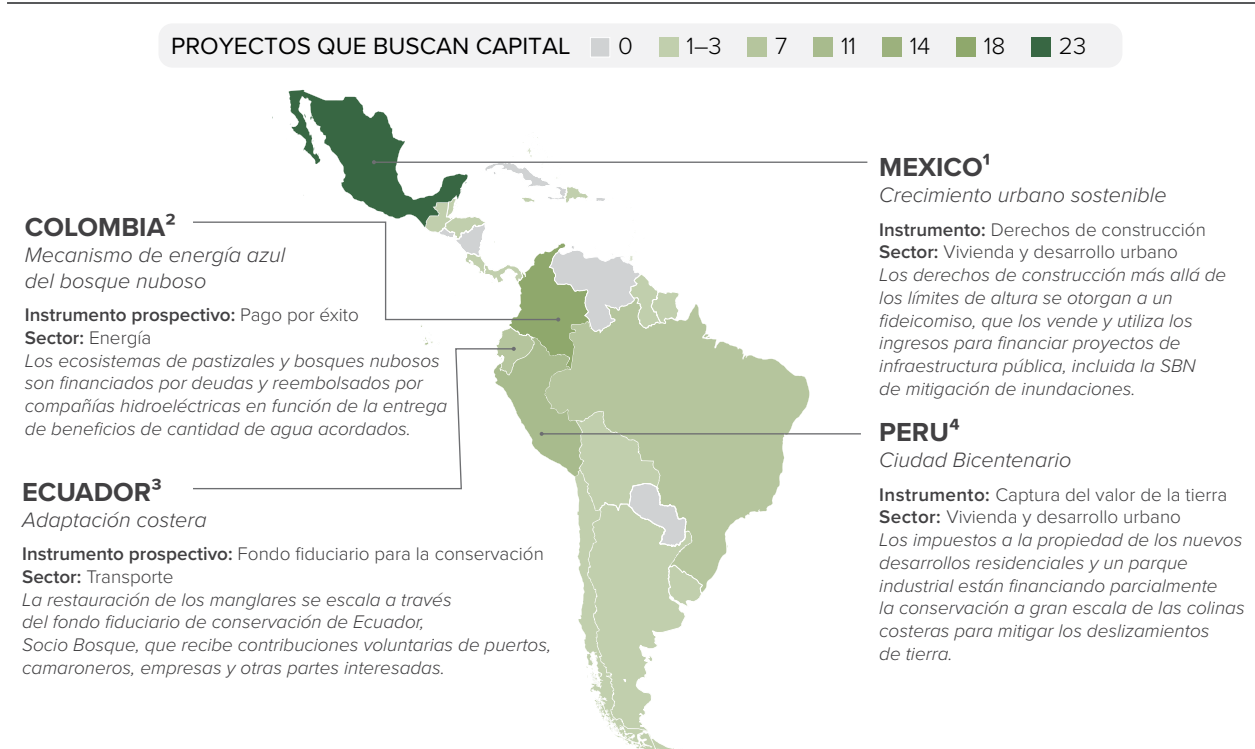 PROYECTOS QUE BUSCAN CAPITAL 0 1–3 7 11 14 18 23
COLOMBIA²
Mecanismo de energía azul
del bosque nuboso
Instrumento prospectivo: Pago por éxito
Sector: Energía
Los ecosistemas de pastizales y bosques nubosos
son financiados por deudas y reembolsados por
compañías hidroeléctricas en función de la entrega
de beneficios de cantidad de agua acordados.
ECUADOR³
Adaptación costera
Instrumento prospectivo: Fondo fiduciario para la conservación
Sector: Transporte
La restauración de los manglares se escala a través
del fondo fiduciario de conservación de Ecuador,
Socio Bosque, que recibe contribuciones voluntarias de puertos,
camaroneros, empresas y otras partes interesadas.
MEXICO¹
Crecimiento urbano sostenible
Instrumento: Derechos de construcción
Sector: Vivienda y desarrollo urbano
Los derechos de construcción más allá de
los límites de altura se otorgan a un
fideicomiso, que los vende y utiliza los
ingresos para financiar proyectos de
infraestructura pública, incluida la SBN
de mitigación de inundaciones.
PERU⁴
Ciudad Bicentenario
Instrumento: Captura del valor de la tierra
Sector: Vivienda y desarrollo urbano
Los impuestos a la propiedad de los nuevos
desarrollos residenciales y un parque
industrial están financiando parcialmente
la conservación a gran escala de las colinas
costeras para mitigar los deslizamientos
de tierra.